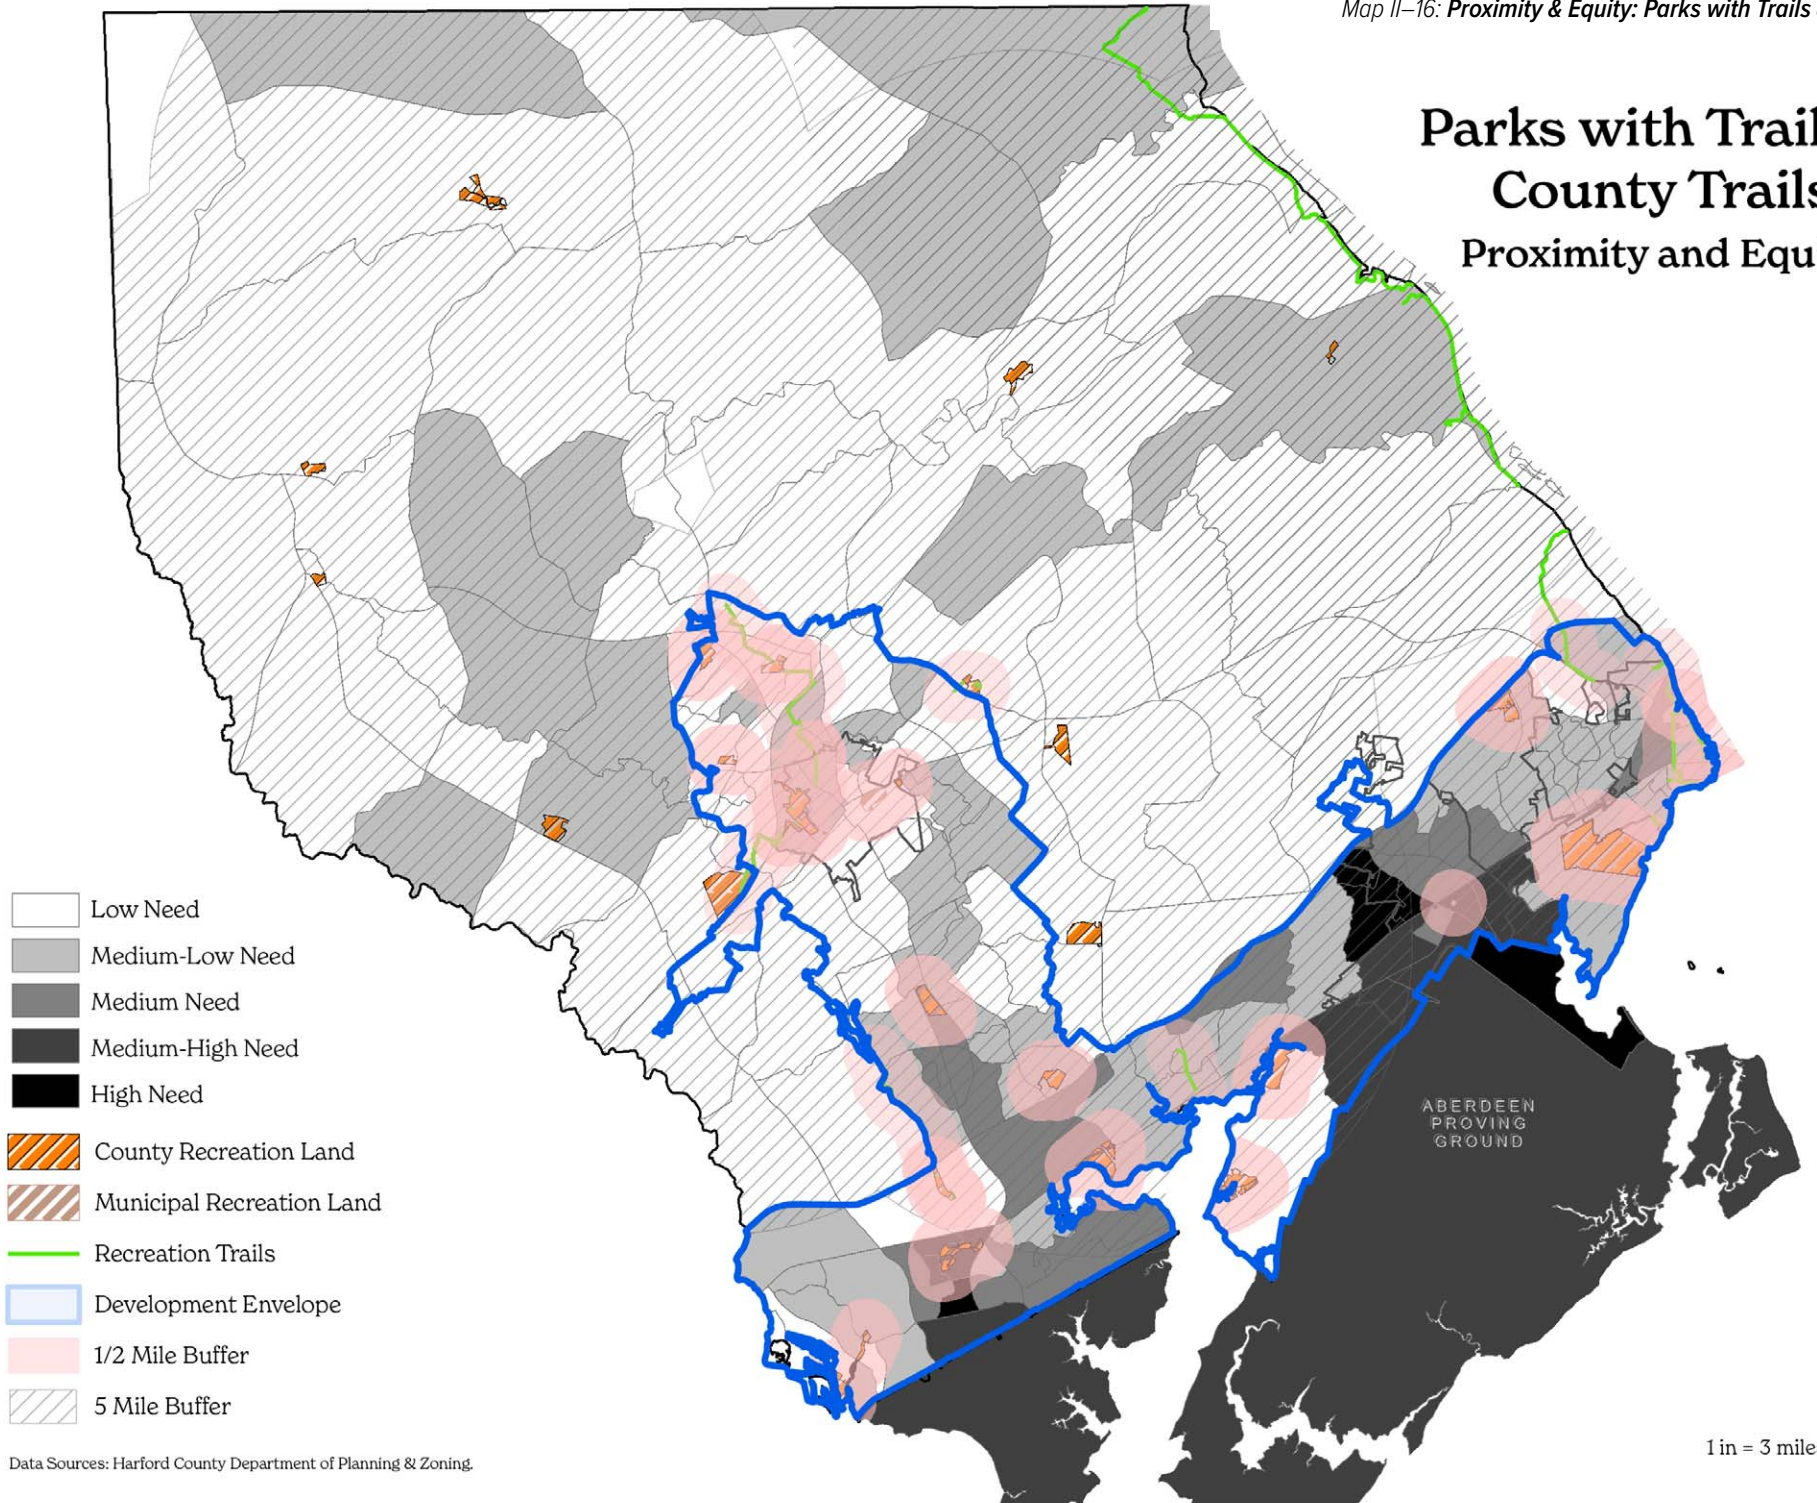 Map II–16: Proximity & Equity: Parks with Trails
Parks with Trail
County Trails
Proximity and Equ
Low Need
Medium-Low Need
Medium Need
Medium-High Need
High Need
County Recreation Land
Municipal Recreation Land
Recreation Trails
Development Envelope
1/2 Mile Buffer
5 Mile Buffer
ABERDEEN
PROVING
GROUND
Data Sources: Harford County Department of Planning & Zoning.
1 in = 3 mile